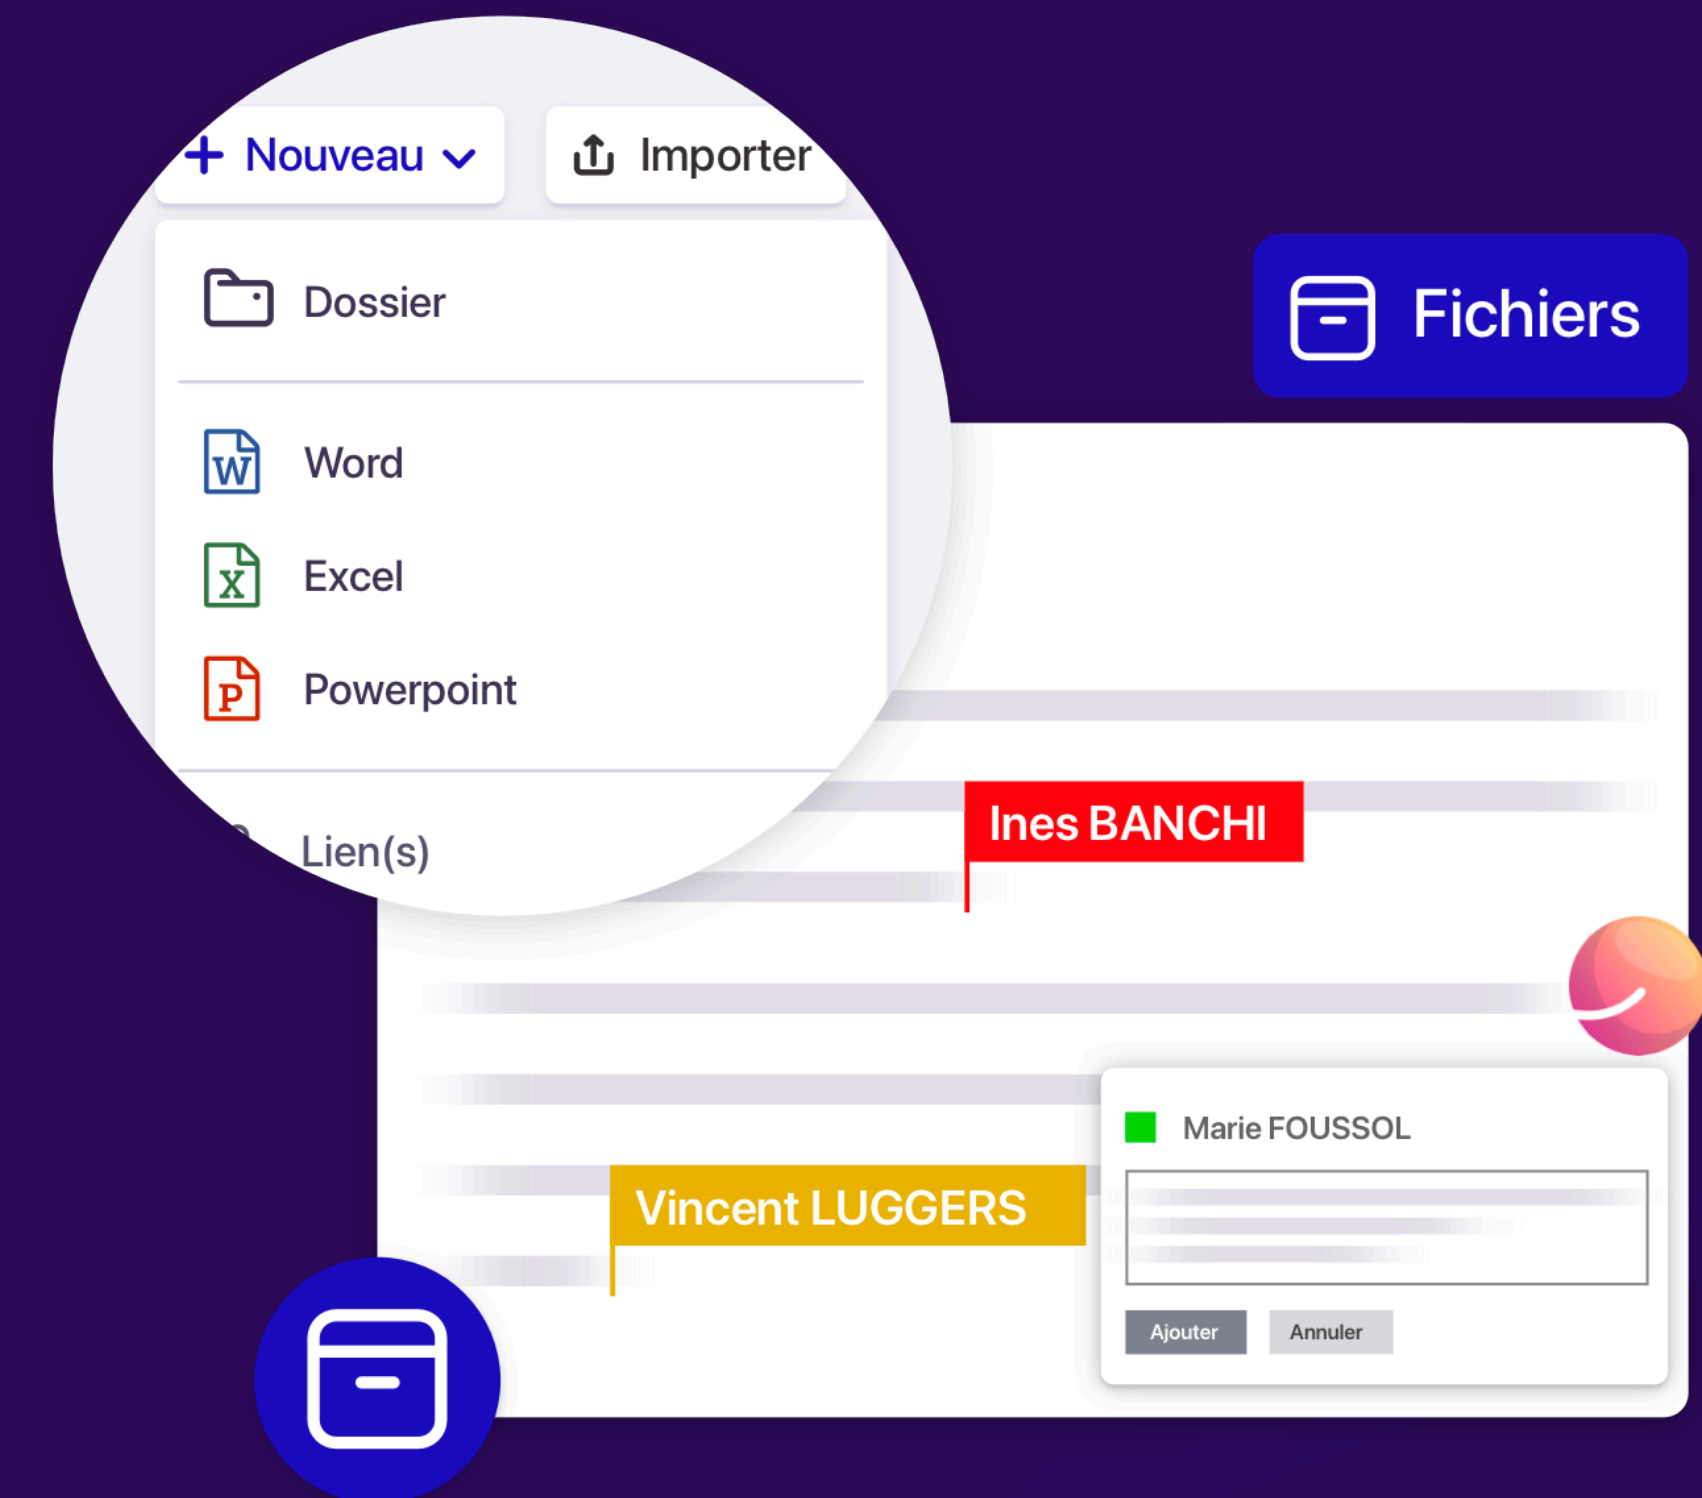 Nouveau
Importer
Dossier
Fichiers
Word
Excel
Powerpoint
Lien(s)
Ines BANCHI
Marie FOUSSOL
Vincent LUGGERS
Ajouter
Annuler